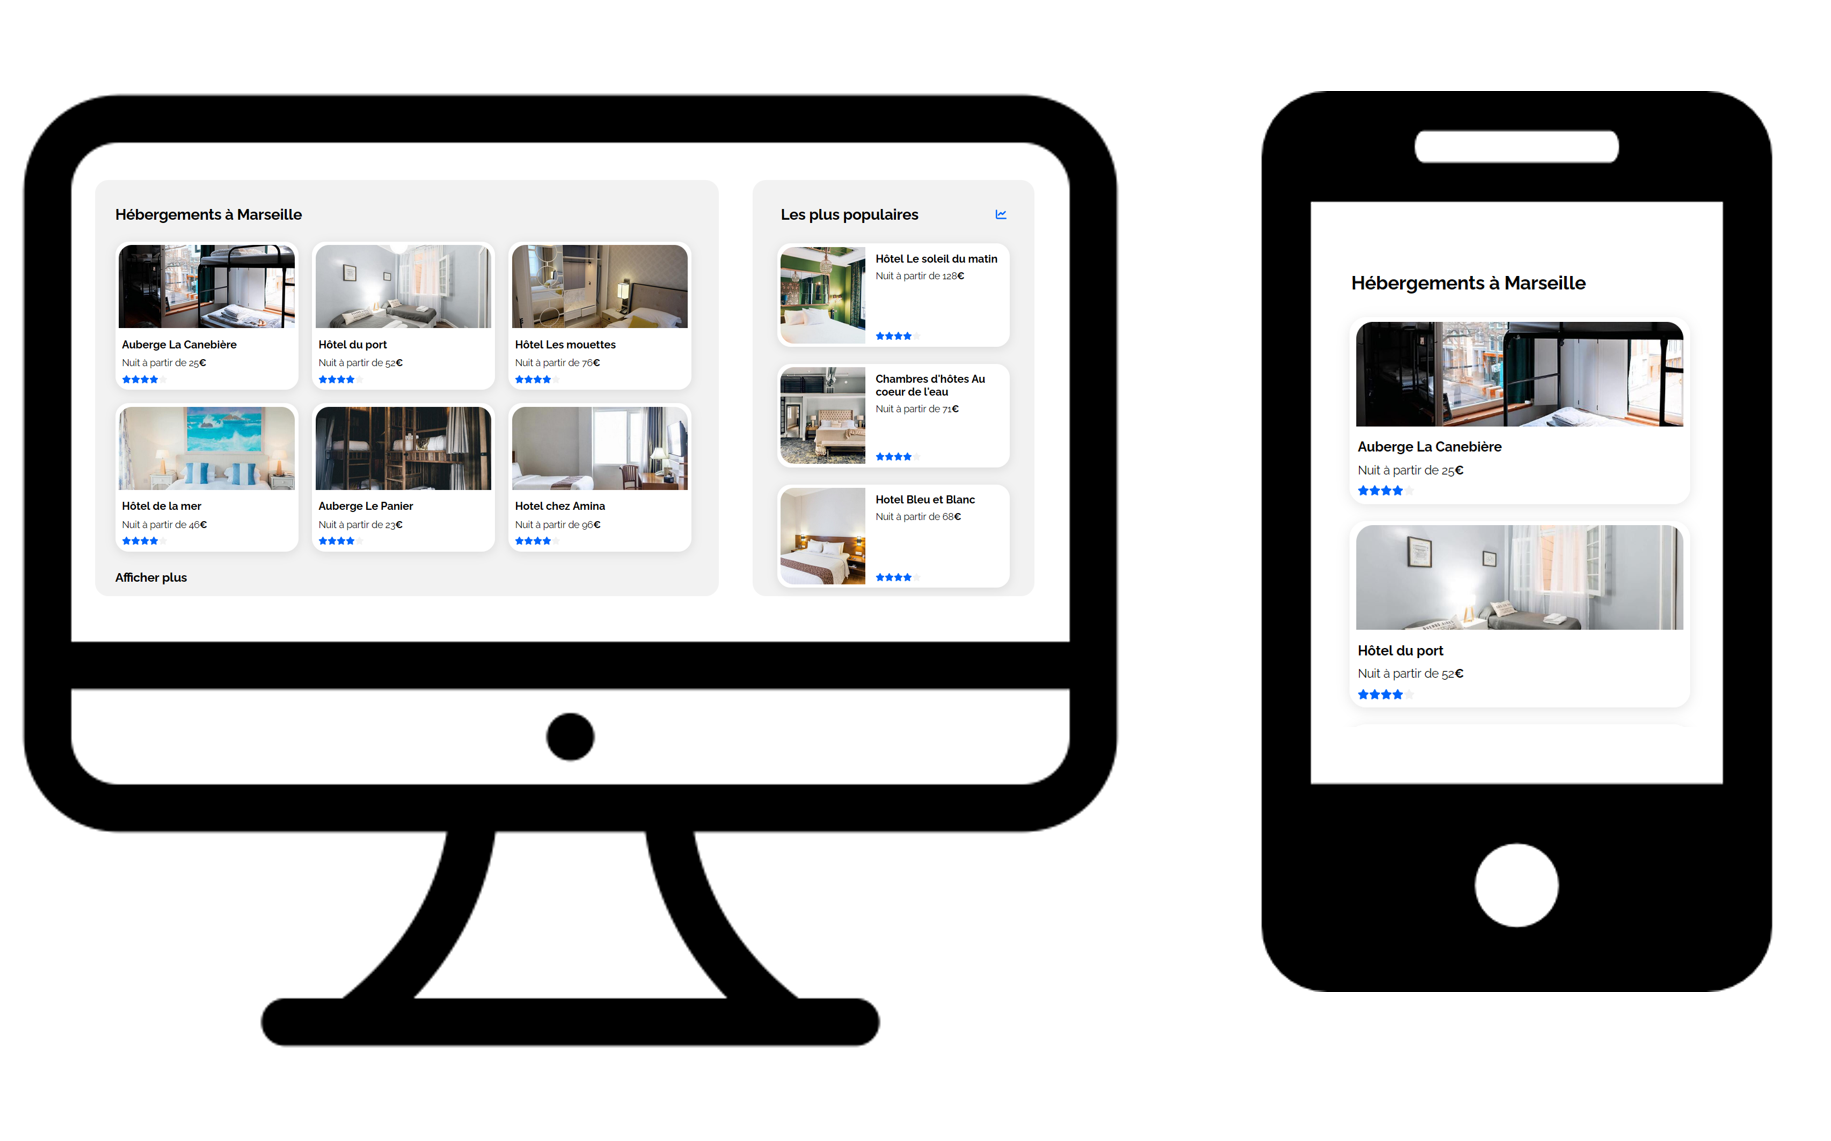 Hébergements à Marseille
Auberge La Canebière
Nuit à partir de 25€
Hôtel du port
Nuit à partir de 52€
Hôtel Les mouettes
Nuit à partir de 76€
Hôtel de la mer
Nuit à partir de 46€
Auberge Le Panier
Nuit à partir de 23€
Hotel chez Amina
Nuit à partir de 96€
Afficher plus
Les plus populaires
Hôtel Le soleil du matin
Nuit à partir de 128€
Chambres d'hôtes Au
coeur de l'eau
Nuit à partir de 71€
Hotel Bleu et Blanc
Nuit à partir de 68€
Hébergements à Marseille
Auberge La Canebière
Nuit à partir de 25€
Hôtel du port
Nuit à partir de 52€